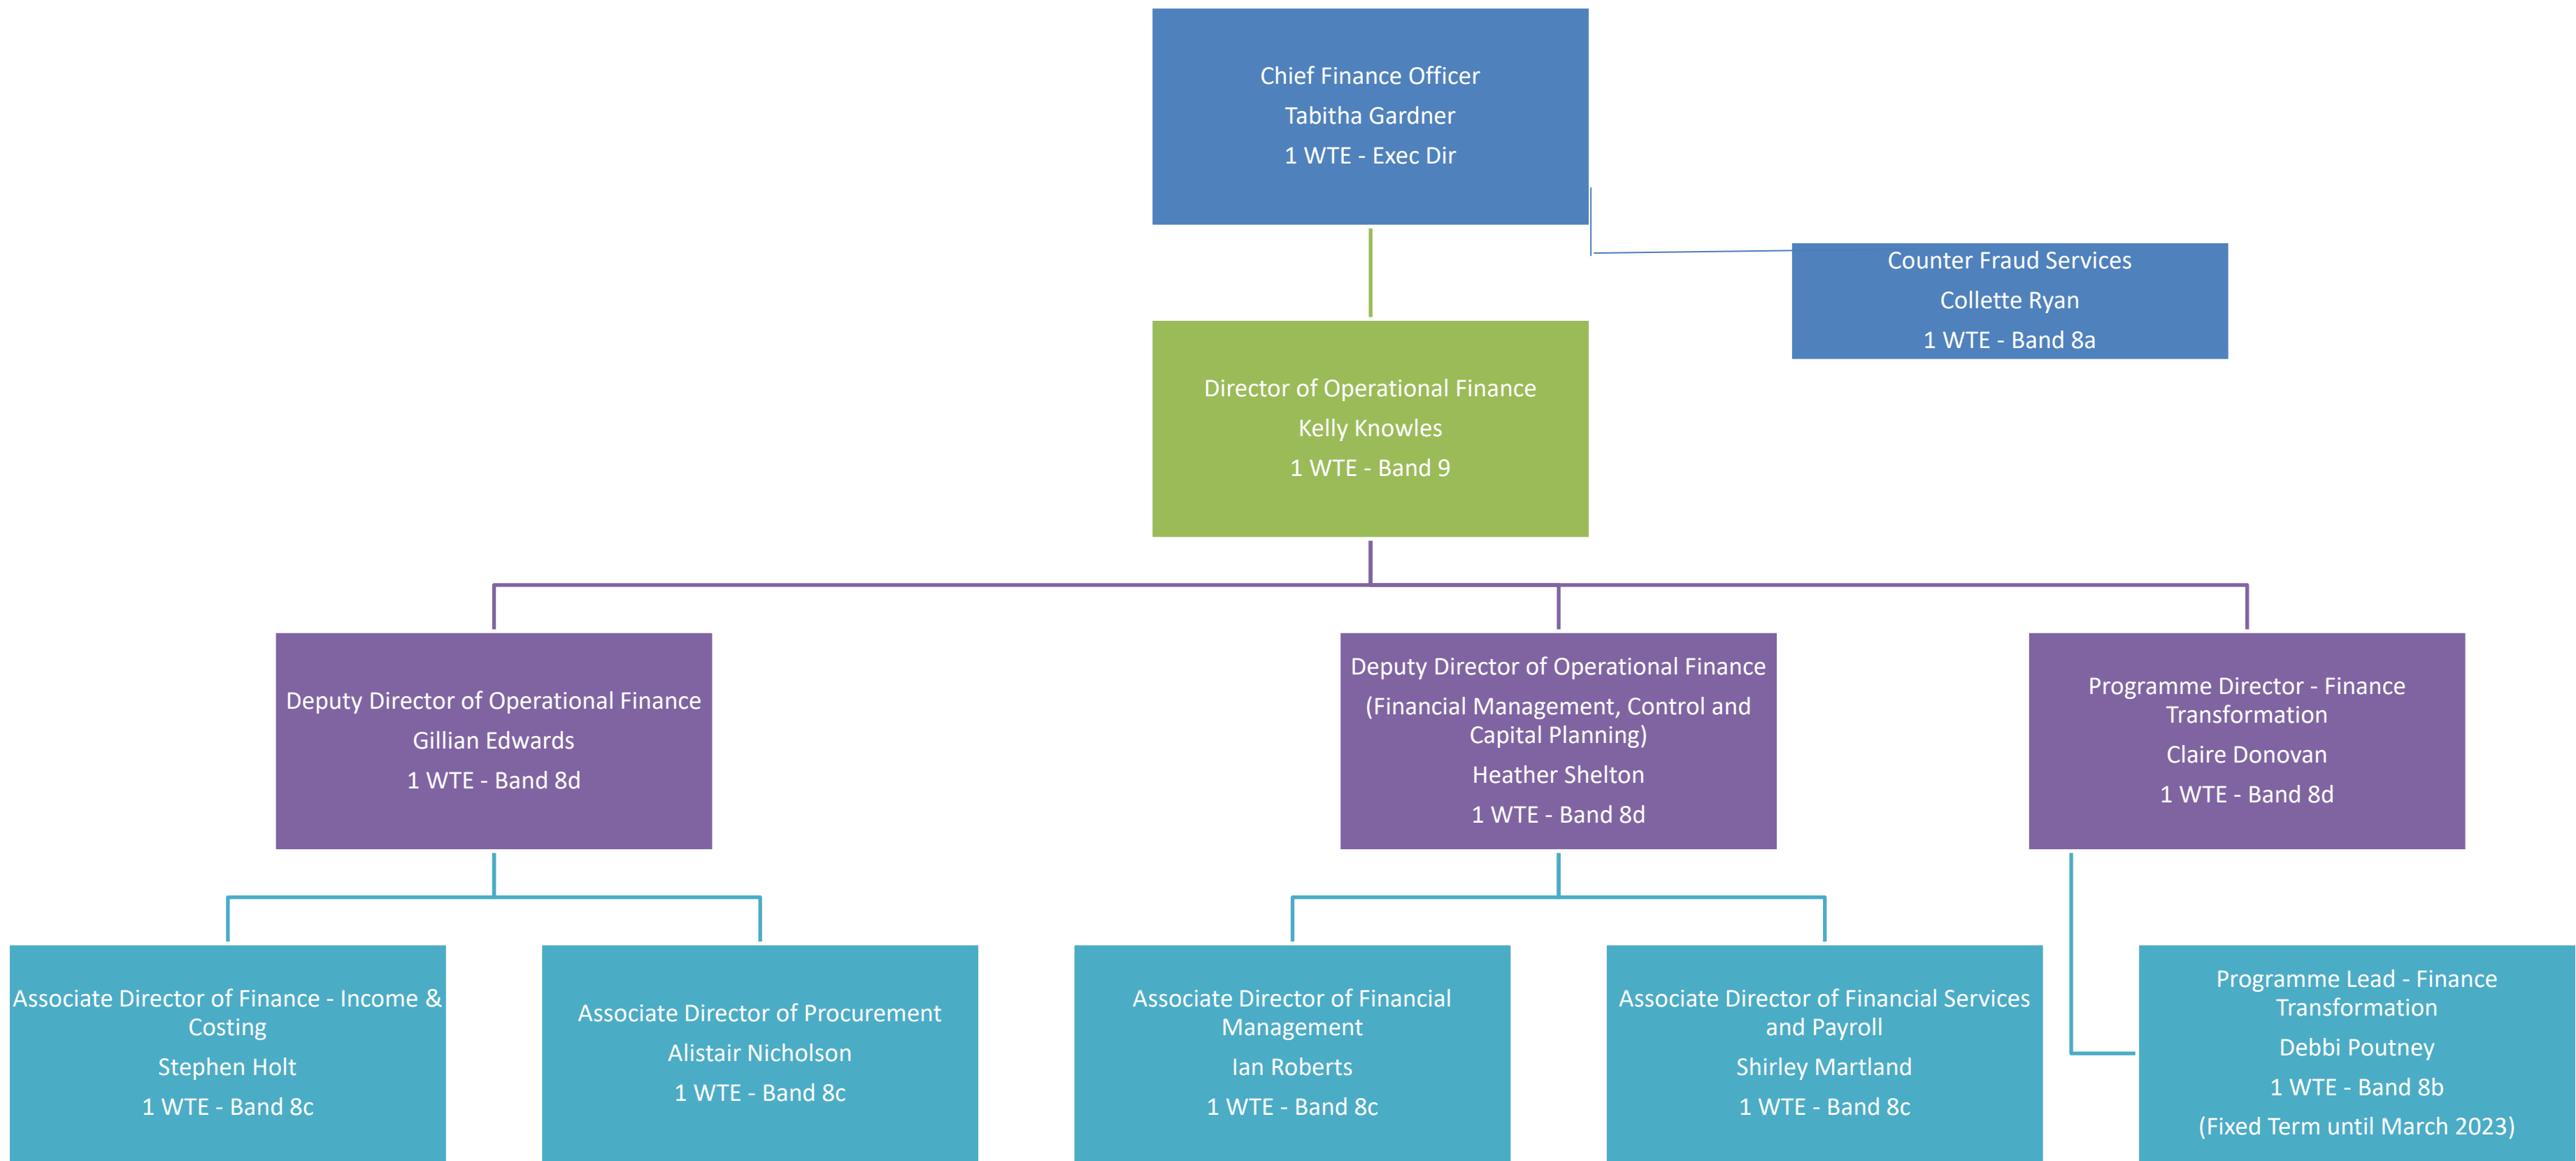 Chief Finance Officer
Tabitha Gardner
1 WTE - Exec Dir
Counter Fraud Services
Collette Ryan
1 WTE - Band 8a
Director of Operational Finance
Kelly Knowles
1 WTE - Band 9
Deputy Director of Operational Finance
Gillian Edwards
1 WTE - Band 8d
Deputy Director of Operational Finance
(Financial Management, Control and
Capital Planning)
Heather Shelton
1 WTE - Band 8d
Programme Director - Finance
Transformation
Claire Donovan
1 WTE - Band 8d
Associate Director of Finance - Income &
Costing
Stephen Holt
1 WTE - Band 8c
Associate Director of Procurement
Alistair Nicholson
1 WTE - Band 8c
Associate Director of Financial
Management
Ian Roberts
1 WTE - Band 8c
Associate Director of Financial Services
and Payroll
Shirley Martland
1 WTE - Band 8c
Programme Lead - Finance
Transformation
Debbi Poutney
1 WTE - Band 8b
(Fixed Term until March 2023)